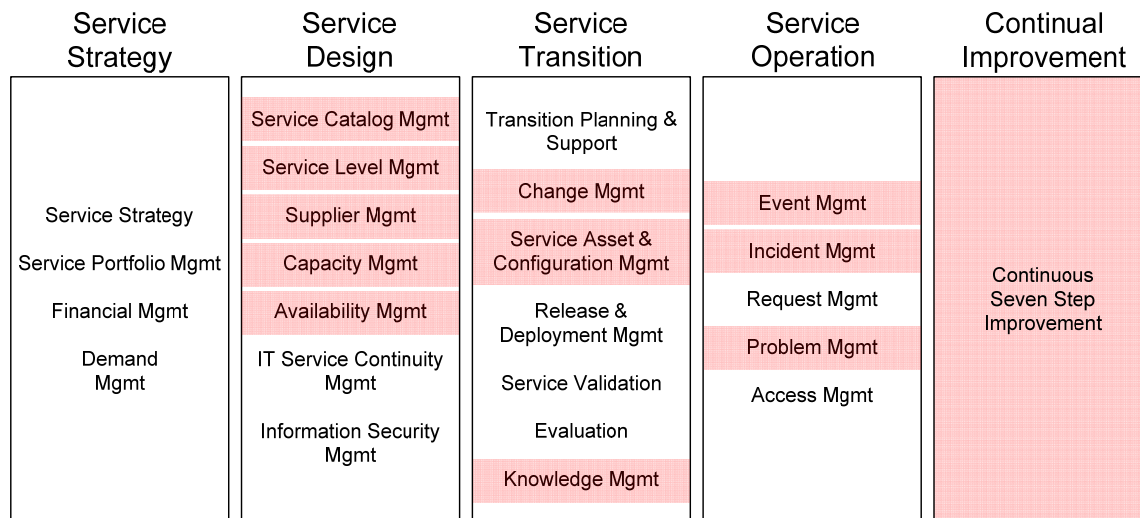 Service
Strategy
Service Strategy
Service Portfolio Mgmt
Financial Mgmt
Demand
Mgmt
Service
Design
Service Catalog Mgmt
Service Level Mgmt
Supplier Mgmt
Capacity Mgmt
Availability Mgmt
IT Service Continuity
Mgmt
Information Security
Mgmt
Service
Transition
Transition Planning &
Support
Change Mgmt
Service Asset &
Configuration Mgmt
Release &
Deployment Mgmt
Service Validation
Evaluation
Knowledge Mgmt
Service
Operation
Event Mgmt
Incident Mgmt
Request Mgmt
Problem Mgmt
Access Mgmt
Continual
Improvement
Continuous
Seven Step
Improvement